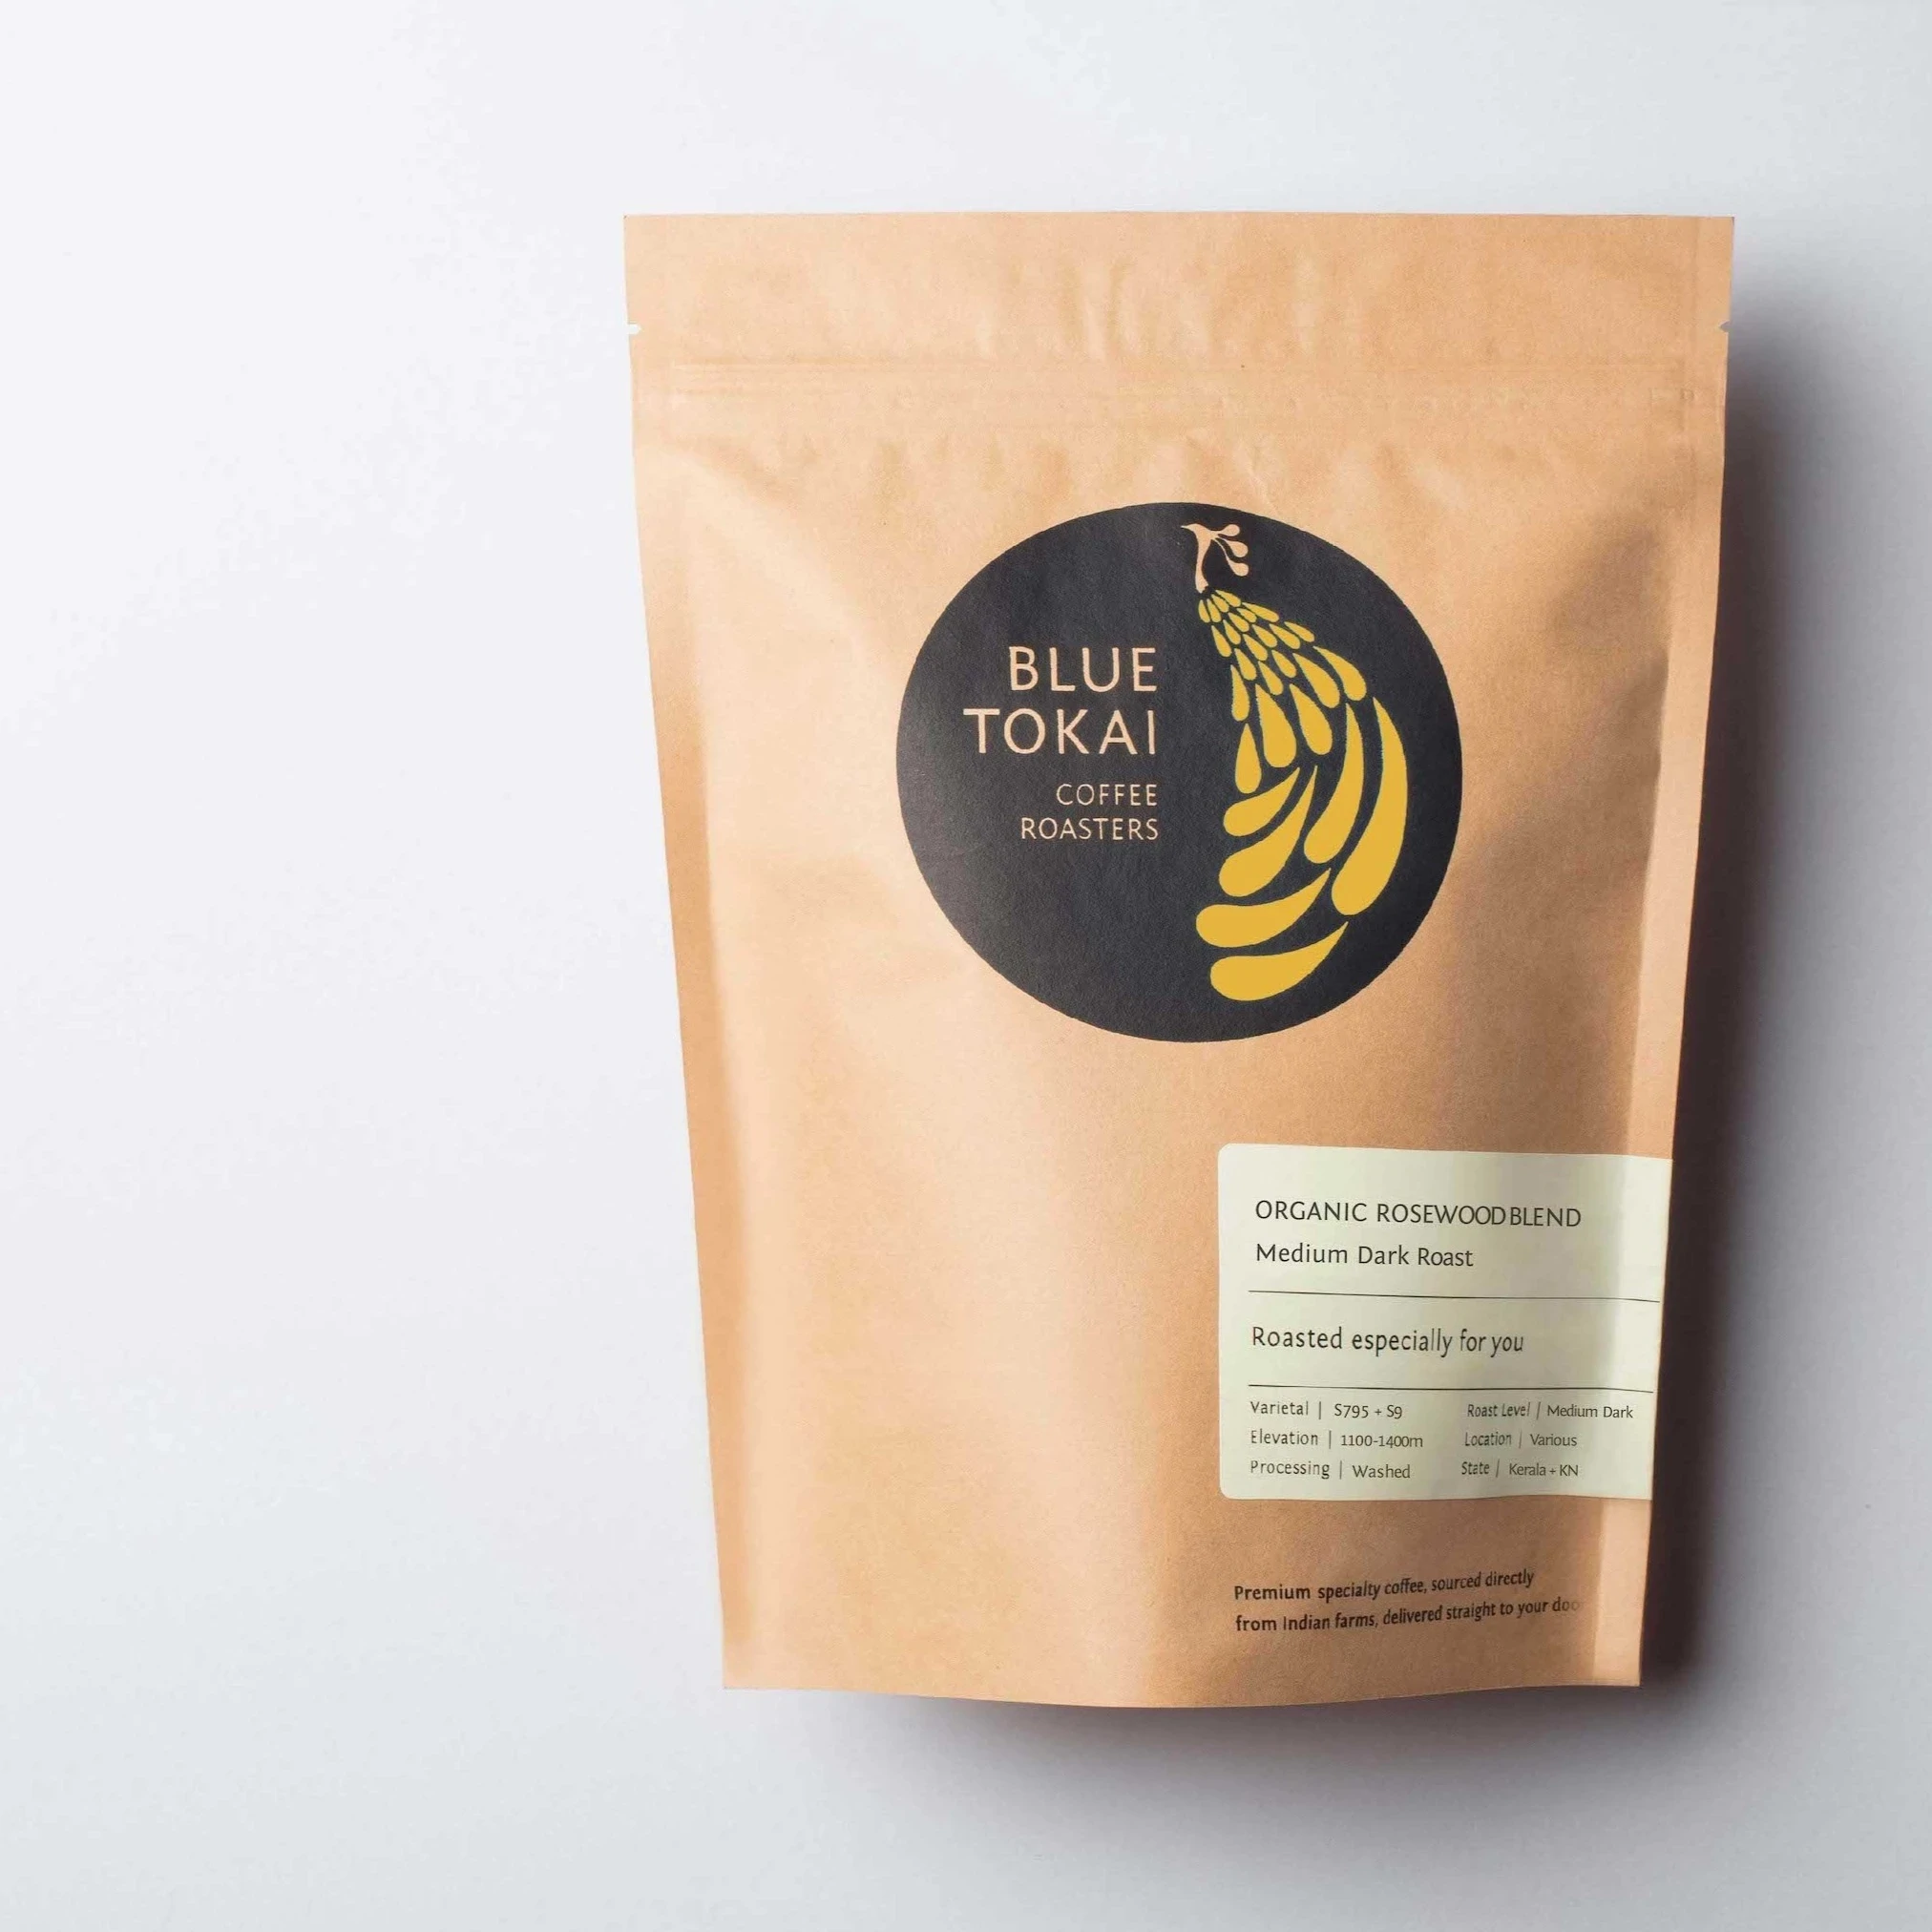 BLUE
TOKAI
COFFEE
ROASTERS
ORGANIC ROSEWOOD BLEND
Medium Dark Roast
Roasted especially for you
Varietal | S795 + S9 Roast Level | Medium Dark
Elevation | 1100-1400m Location | Various
Processing | Washed State | Kerala + KN
Premium specialty coffee, sourced directly
from Indian farms, delivered straight to your doo